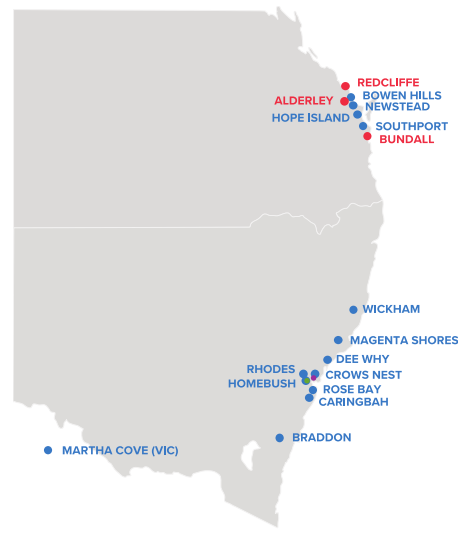 REDCLIFFE
BOWEN HILLS
ALDERLEY
NEWSTEAD
HOPE ISLAND
SOUTHPORT
BUNDALL
WICKHAM
MAGENTA SHORES
DEE WHY
RHODES
CROWS NEST
HOMEBUSH
ROSE BAY
CARINGBAH
BRADDON
MARTHA COVE (VIC)